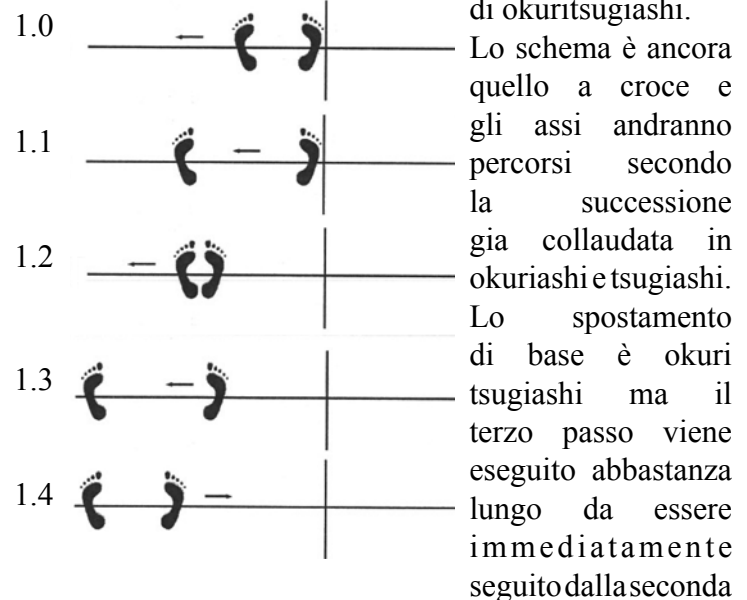 1.0
1.1
1.2
1.3
1.4
di okuritsugiashi.
Lo schema è ancora
quello a croce e
gli assi andranno
percorsi secondo
la successione
gia collaudata in
okuriashi e tsugiashi.
Lo spostamento
di base è okuri
tsugiashi ma il
terzo passo viene
eseguito abbastanza
lungo da essere
immediatamente
seguito dalla seconda